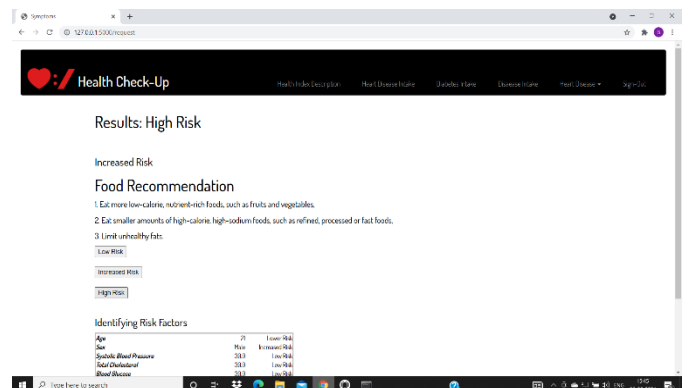 Symptoms
127.0.0.1:5000/request
:/ Health Check-Up
Health Index Description Heart Disease Intake Diabetes Intake Disease Intake Heart Disease Sign-Out
Results: High Risk
Increased Risk
Food Recommendation
1. Eat more low-calorie, nutrient-rich foods, such as fruits and vegetables.
2. Eat smaller amounts of high-calorie, high-sodium foods, such as refined, processed or fast foods.
3. Limit unhealthy fats.
Low Risk
Increased Risk
High Risk
Identifying Risk Factors
Age 21 Lower Risk
Sex Male Increased Risk
Systolic Blood Pressure Low Risk
Total Cholesterol Low Risk
Blood Glucose Low Risk
Type here to search
ENG